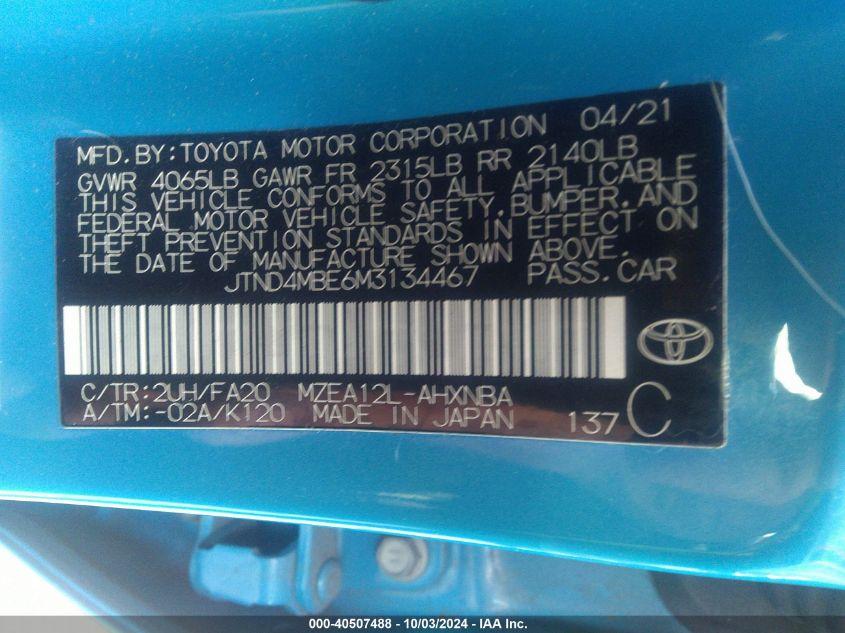 MFD.BY:TOYOTA MOTOR CORPORATION 04/21
GVWR 4065LB GAWR FR 2315LB RR 2140LB
THIS VEHICLE CONFORMS TO ALL APPLICABLE
FEDERAL MOTOR VEHICLE SAFETY,BUMPER,AND
THEFT PREVENTION STANDARDS IN EFFECT ON
THE DATE OF MANUFACTURE SHOWN ABOVE.
JTND4MBE6M3134467 PASS.CAR
C/TR:2UH/FA20 MZEA12L-AHXNBA
A/TM:-02A/K120 MADE IN JAPAN 137 C
000-40507488 - 10/03/2024 - IAA Inc.